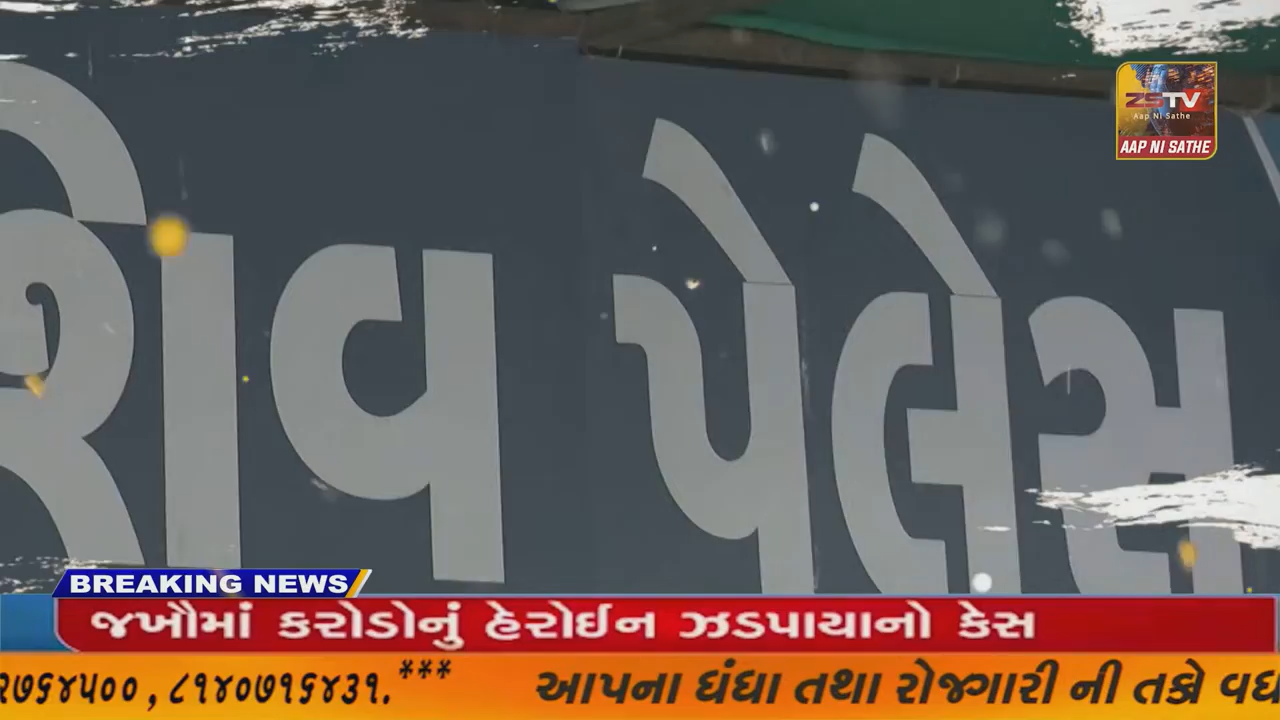 શિવ પેલેસ
ZSTV
Aap Ni Sathe
AAP NI SATHE
BREAKING NEWS
જખૌમાં કરોડોનું હેરોઈન ઝડપાયાનો કેસ
૨૭૬૪૫૦૦ , ૮૧૪૦૭૧૬૪૩૧.*** આપના ધંધા તથા રોજગારી ની તકો વધ